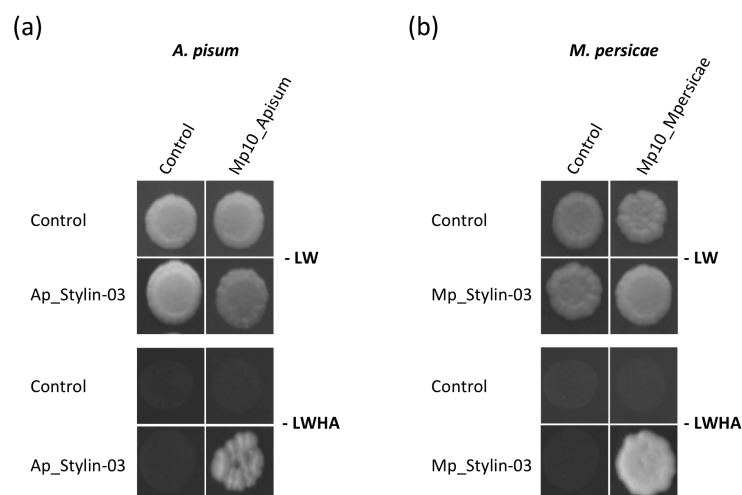 (a)
A. pisum
Control
Mp10_Apisum
Control
- LW
Ap_Stylin-03
Control
- LWHA
Ap_Stylin-03
(b)
M. persicae
Control
Mp10_Mpersicae
Control
- LW
Mp_Stylin-03
Control
- LWHA
Mp_Stylin-03